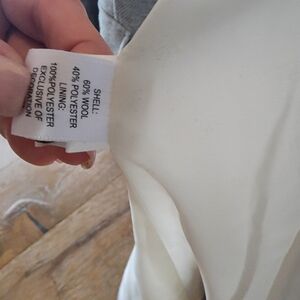 SHELL:
60% WOOL
40% POLYESTER
LINING:
100%POLYESTER
EXCLUSIVE OF
DECORATION